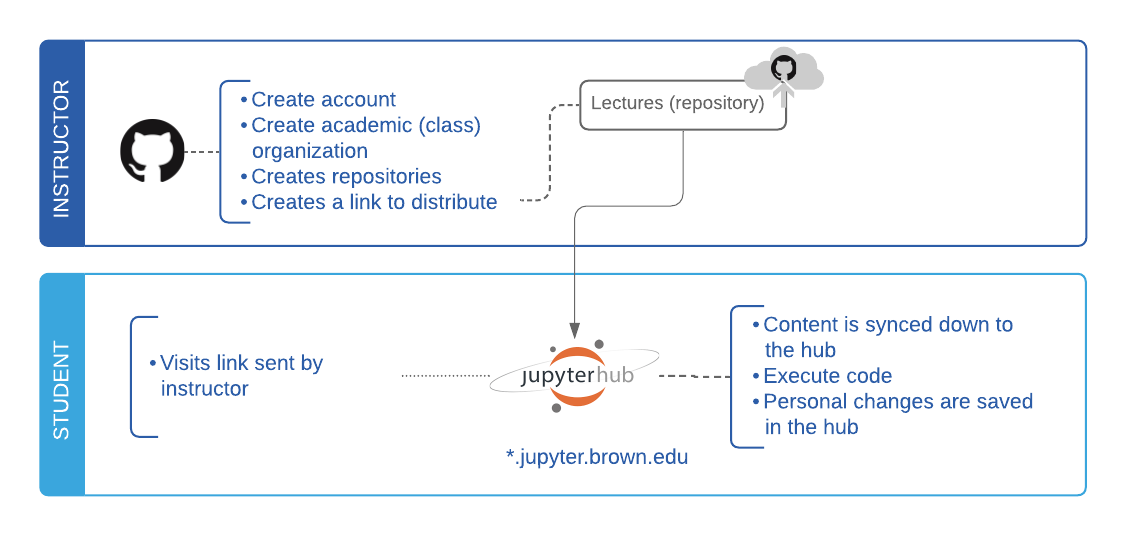 INSTRUCTOR
• Create account
• Create academic (class)
organization
• Creates repositories
• Creates a link to distribute
Lectures (repository)
STUDENT
• Visits link sent by
instructor
jupyterhub
*.jupyter.brown.edu
• Content is synced down to
the hub
• Execute code
• Personal changes are saved
in the hub